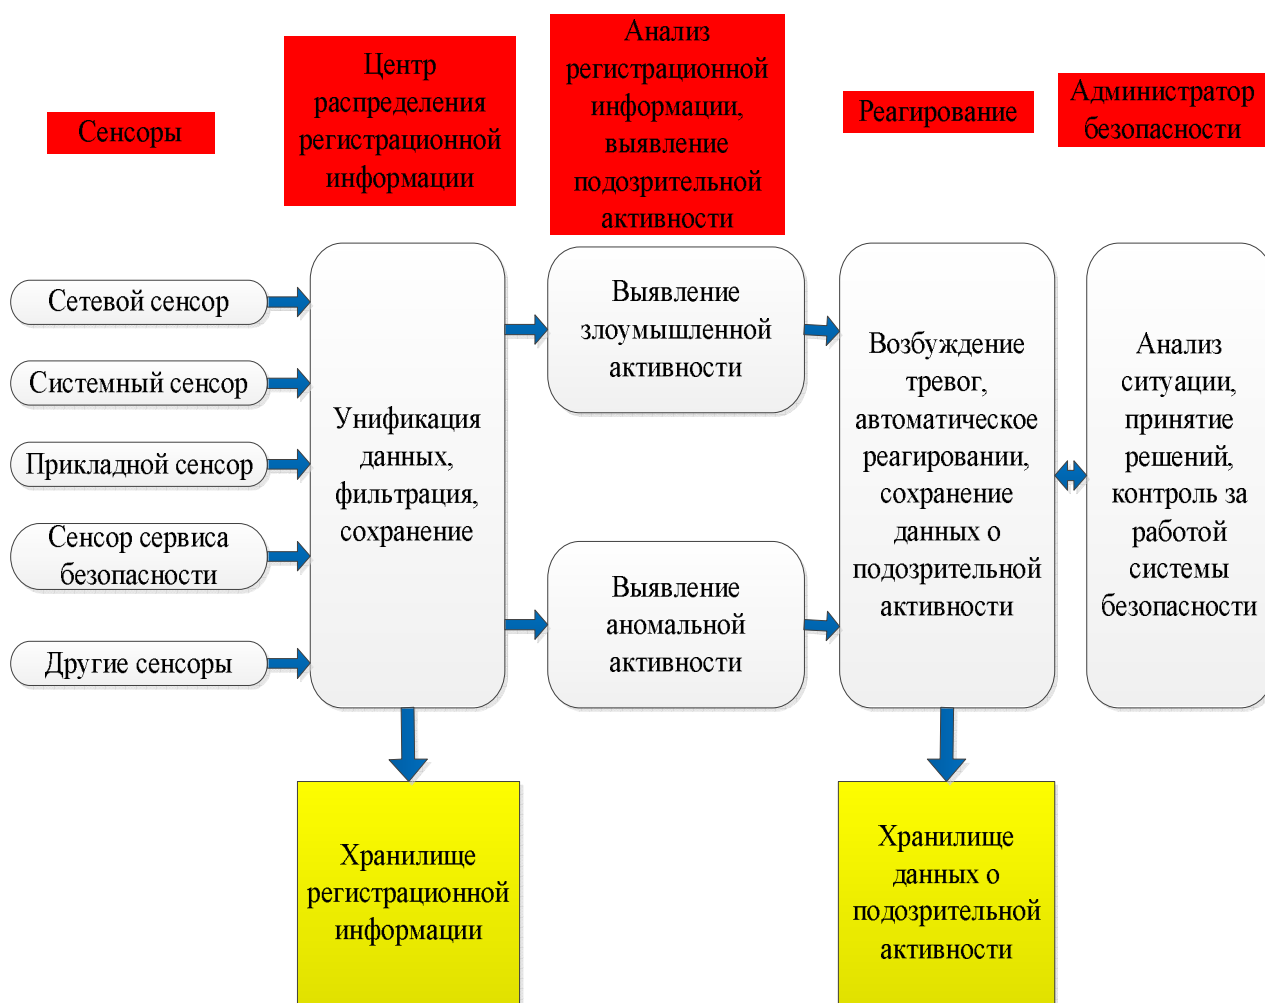 Сенсоры
Центр
распределения
регистрационной
информации
Анализ
регистрационной
информации,
выявление
подозрительной
активности
Реагирование
Администратор
безопасности
Сетевой сенсор
Системный сенсор
Прикладной сенсор
Сенсор сервиса
безопасности
Другие сенсоры
Унификация
данных,
фильтрация,
сохранение
Выявление
злоумышленной
активности
Выявление
аномальной
активности
Возбуждение
тревог,
автоматическое
реагировании,
сохранение
данных о
подозрительной
активности
Анализ
ситуации,
принятие
решений,
контроль за
работой
системы
безопасности
Хранилище
регистрационной
информации
Хранилище
данных о
подозрительной
активности